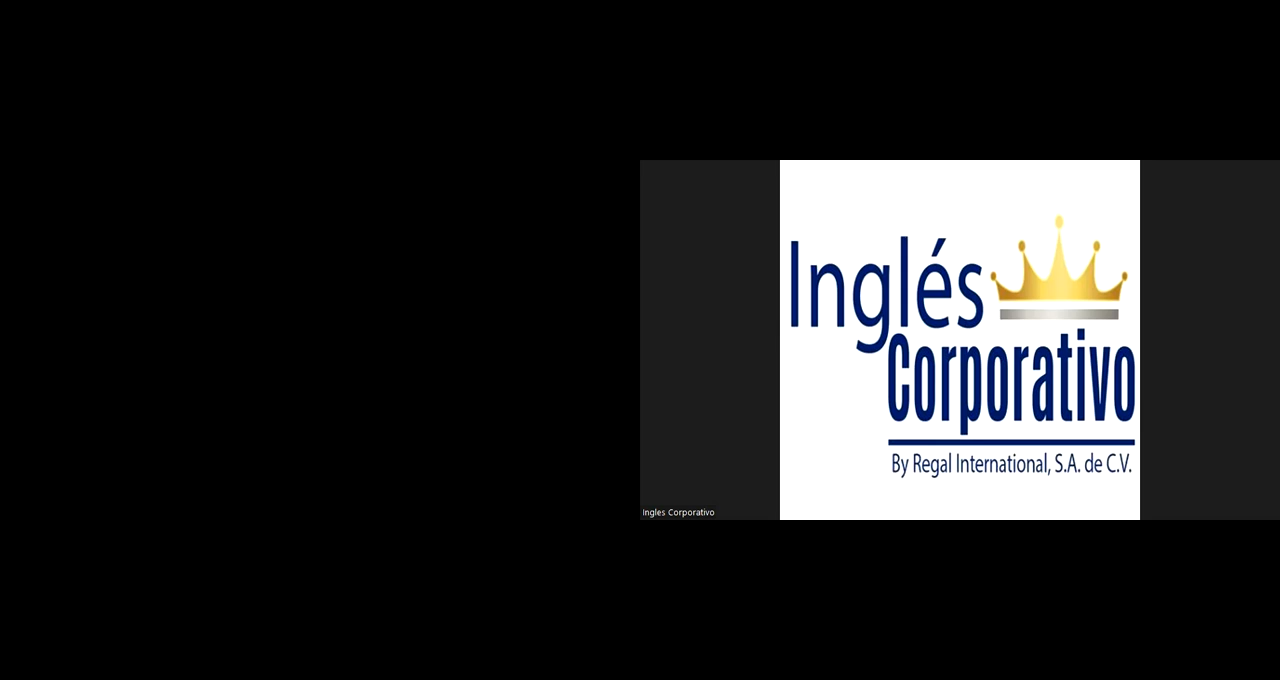 Inglés
Corporativo
By Regal International, S.A. de C.V.
Ingles Corporativo